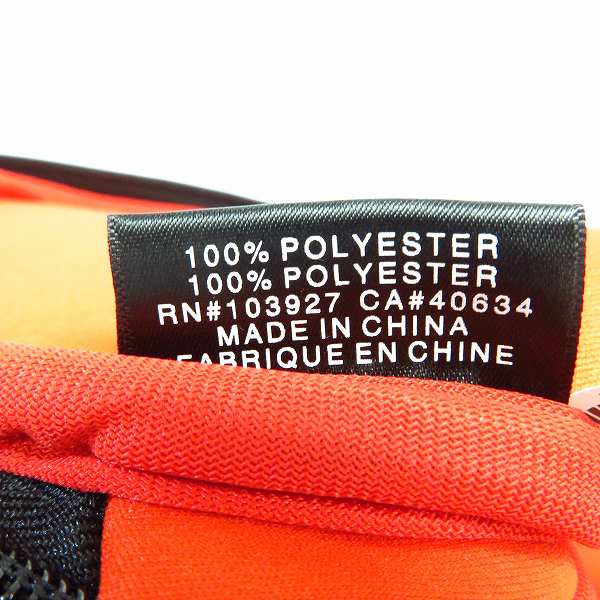 100% POLYESTER
100% POLYESTER
RN#103927 CA#40634
MADE IN CHINA
FABRIQUE EN CHINE